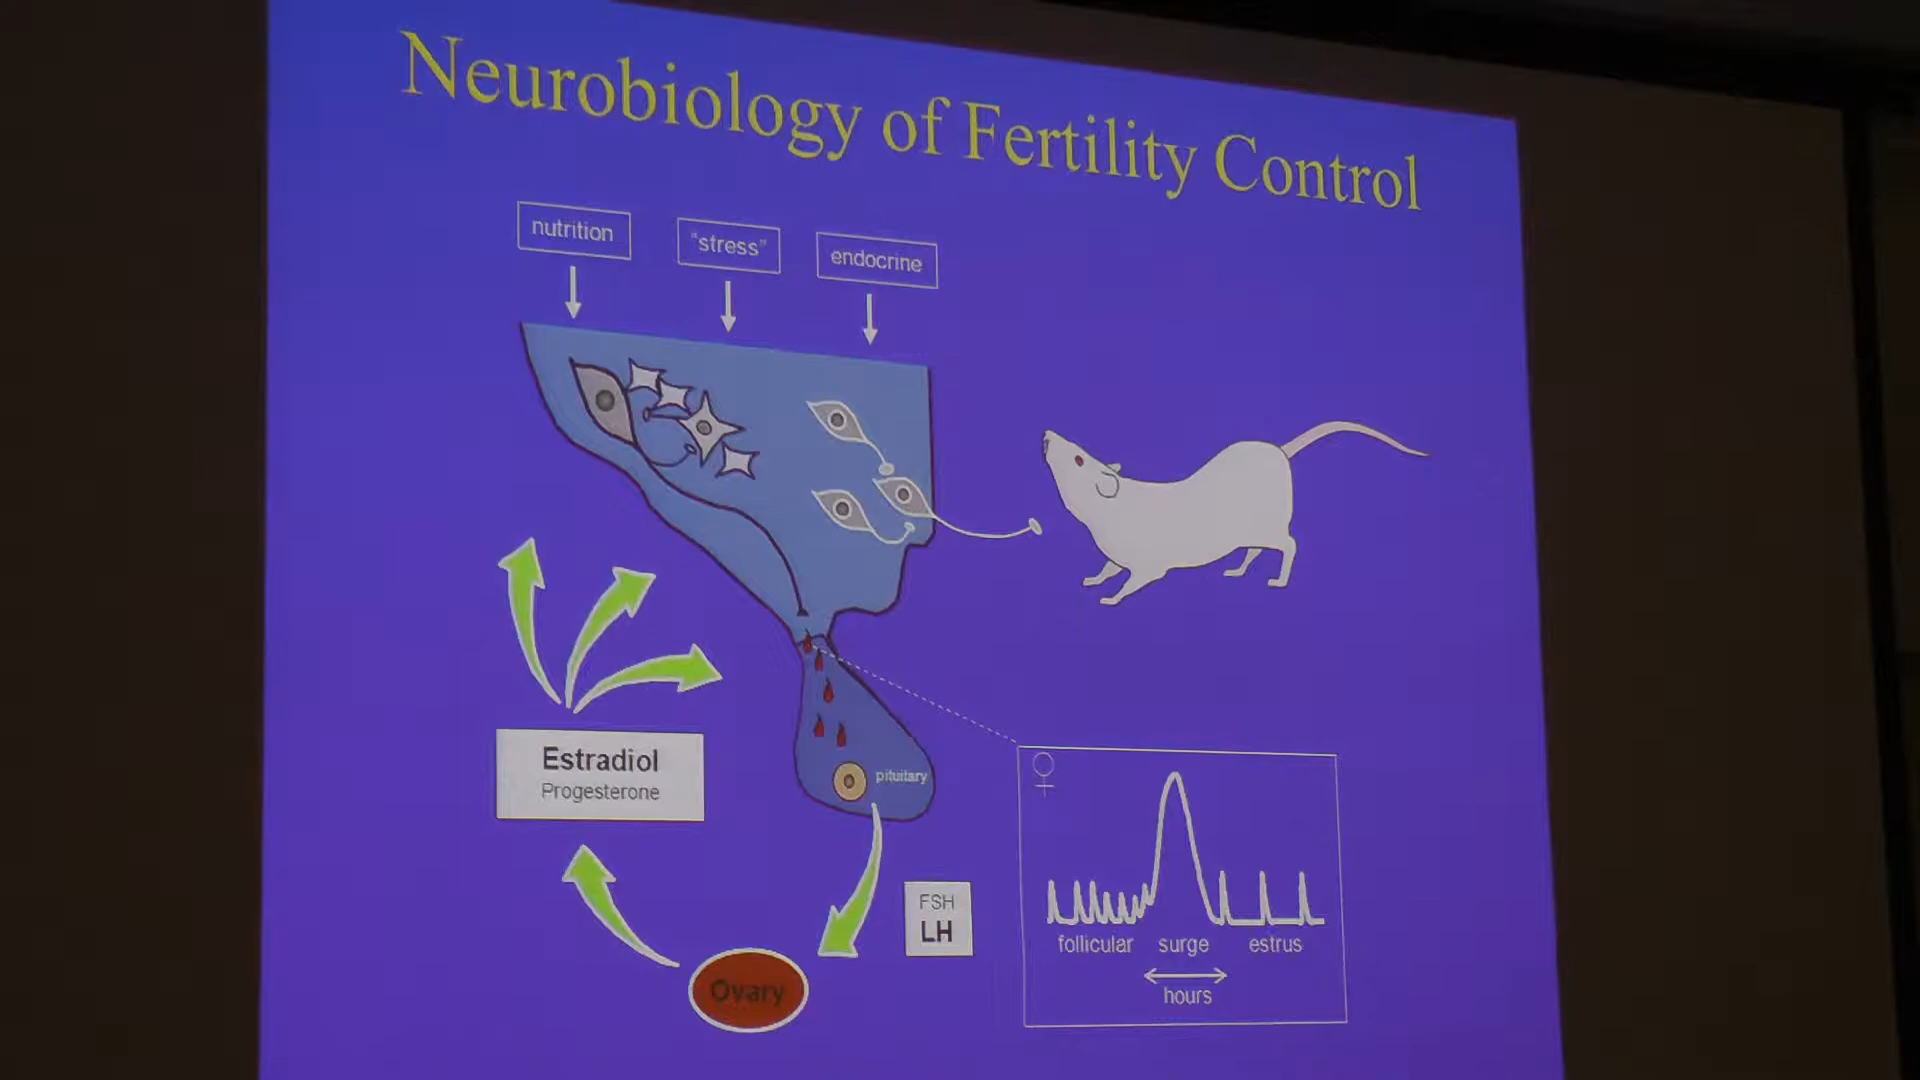 Neurobiology of Fertility Control
nutrition
"stress"
endocrine
pituitary
Estradiol
Progesterone
FSH
LH
Ovary
♀
follicular surge estrus
hours